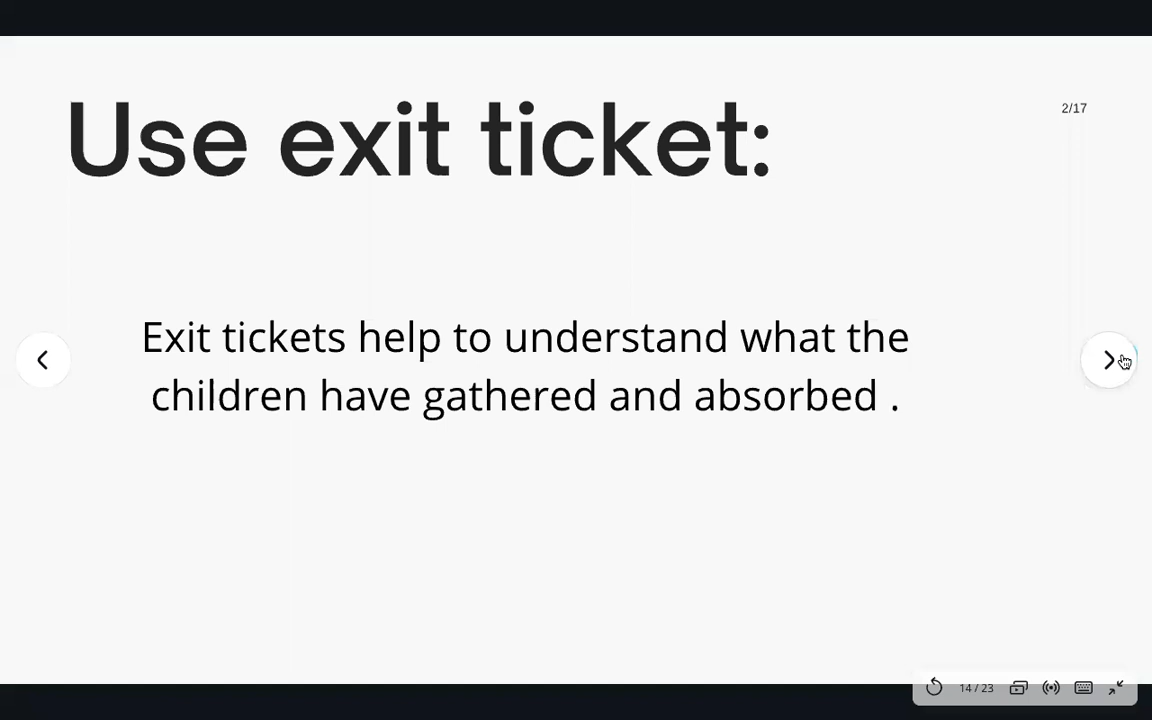 Use exit ticket:
2/17
Exit tickets help to understand what the
children have gathered and absorbed .
14 / 23